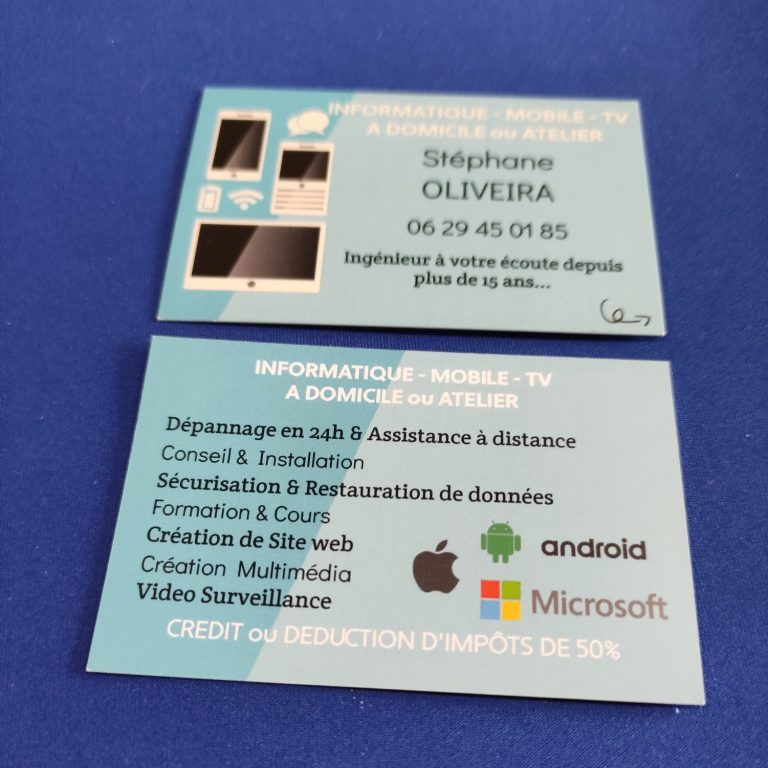 INFORMATIQUE - MOBILE - TV
A DOMICILE ou ATELIER
Stéphane
OLIVEIRA
06 29 45 01 85
Ingénieur à votre écoute depuis
plus de 15 ans...
INFORMATIQUE - MOBILE - TV
A DOMICILE ou ATELIER
Dépannage en 24h & Assistance à distance
Conseil & Installation
Sécurisation & Restauration de données
Formation & Cours
Création de Site web
Création Multimédia
Video Surveillance
android
Microsoft
CREDIT ou DEDUCTION D'IMPÔTS DE 50%